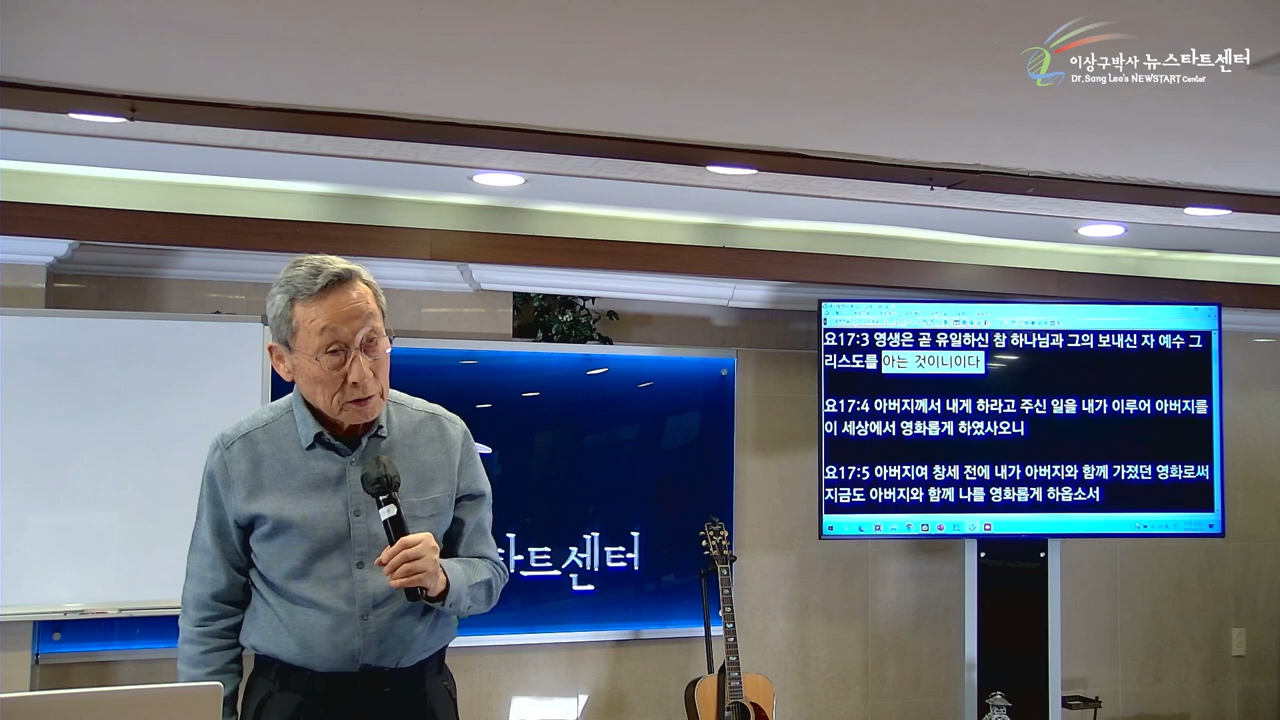 이상구박사 뉴스타트센터
Dr. Sang Lee's NEWSTART Center
요17:3 영생은 곧 유일하신 참 하나님과 그의 보내신 자 예수 그
리스도를 아는 것이니이다
요17:4 아버지께서 내게 하라고 주신 일을 내가 이루어 아버지를
이 세상에서 영화롭게 하였사오니
요17:5 아버지여 창세 전에 내가 아버지와 함께 가졌던 영화로써
지금도 아버지와 함께 나를 영화롭게 하옵소서
타트센터